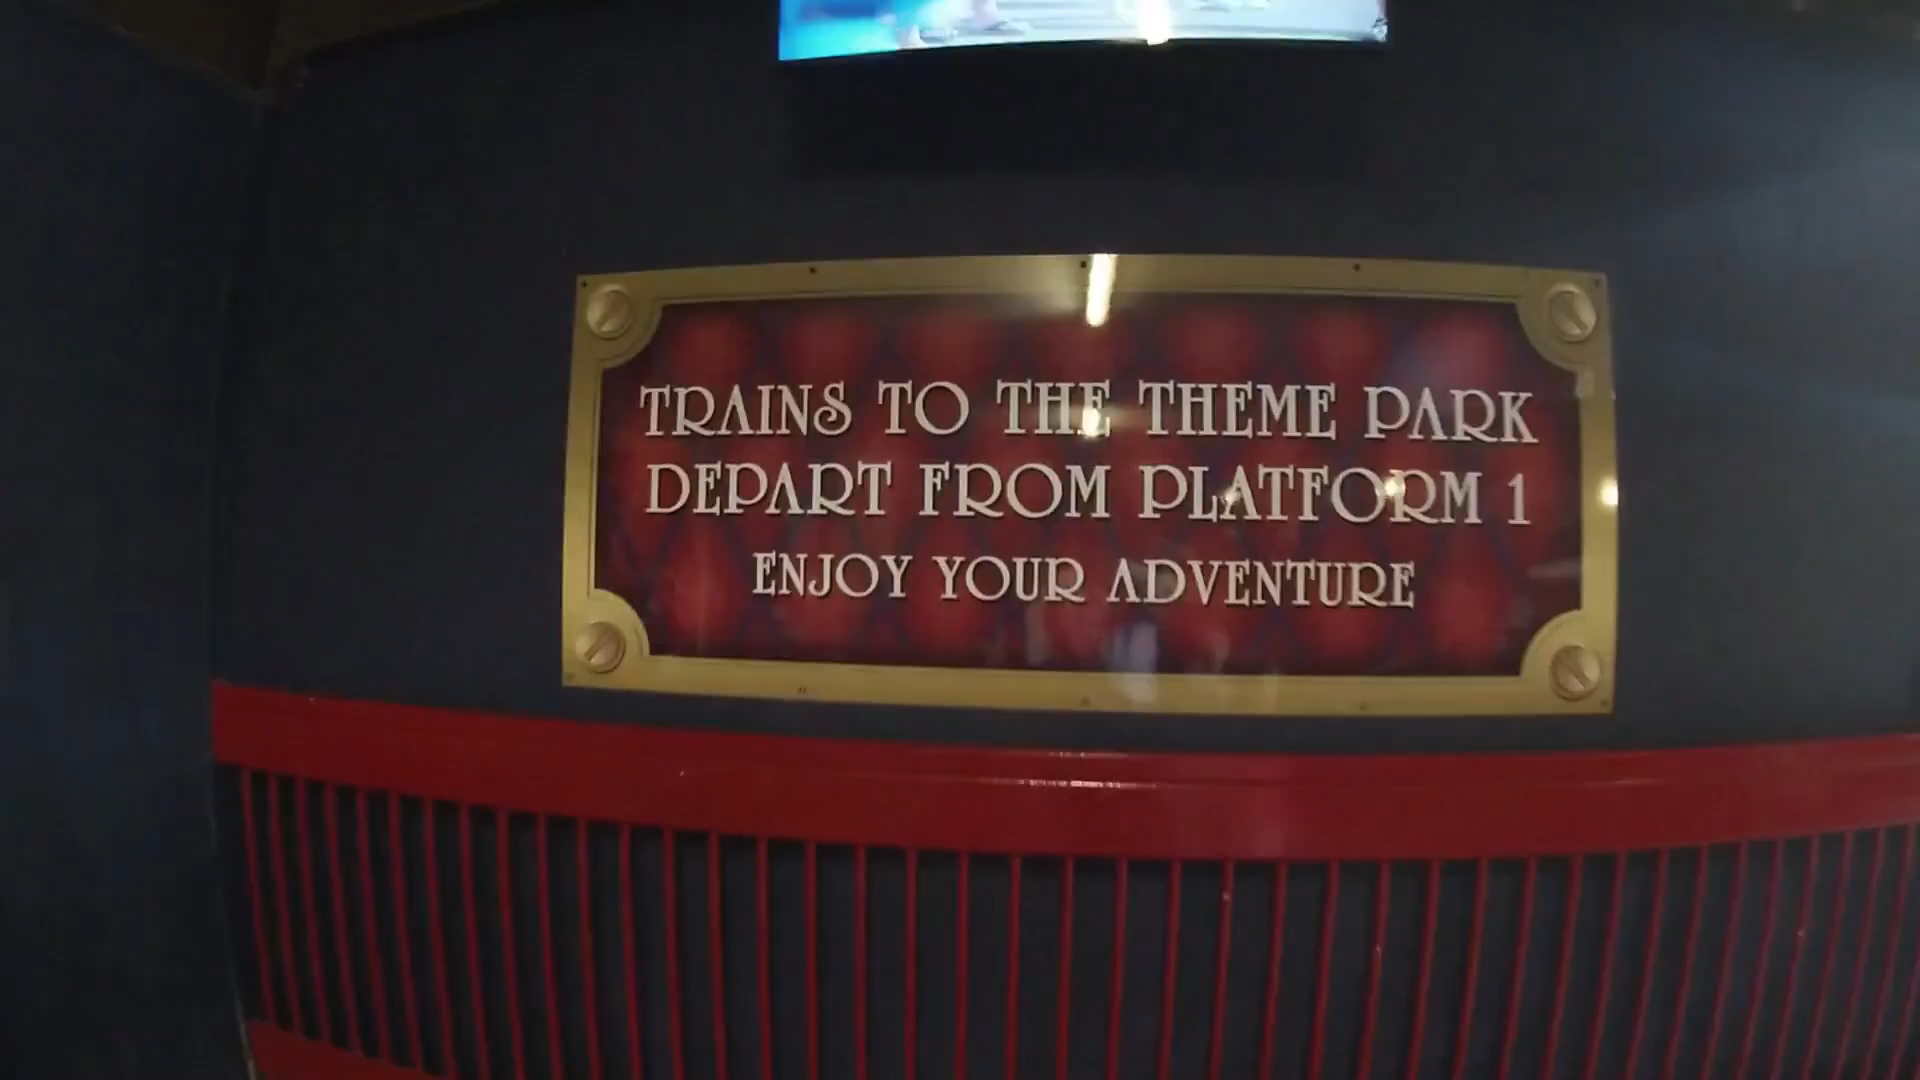 TRAINS TO THE THEME PARK
DEPART FROM PLATFORM 1
ENJOY YOUR ADVENTURE